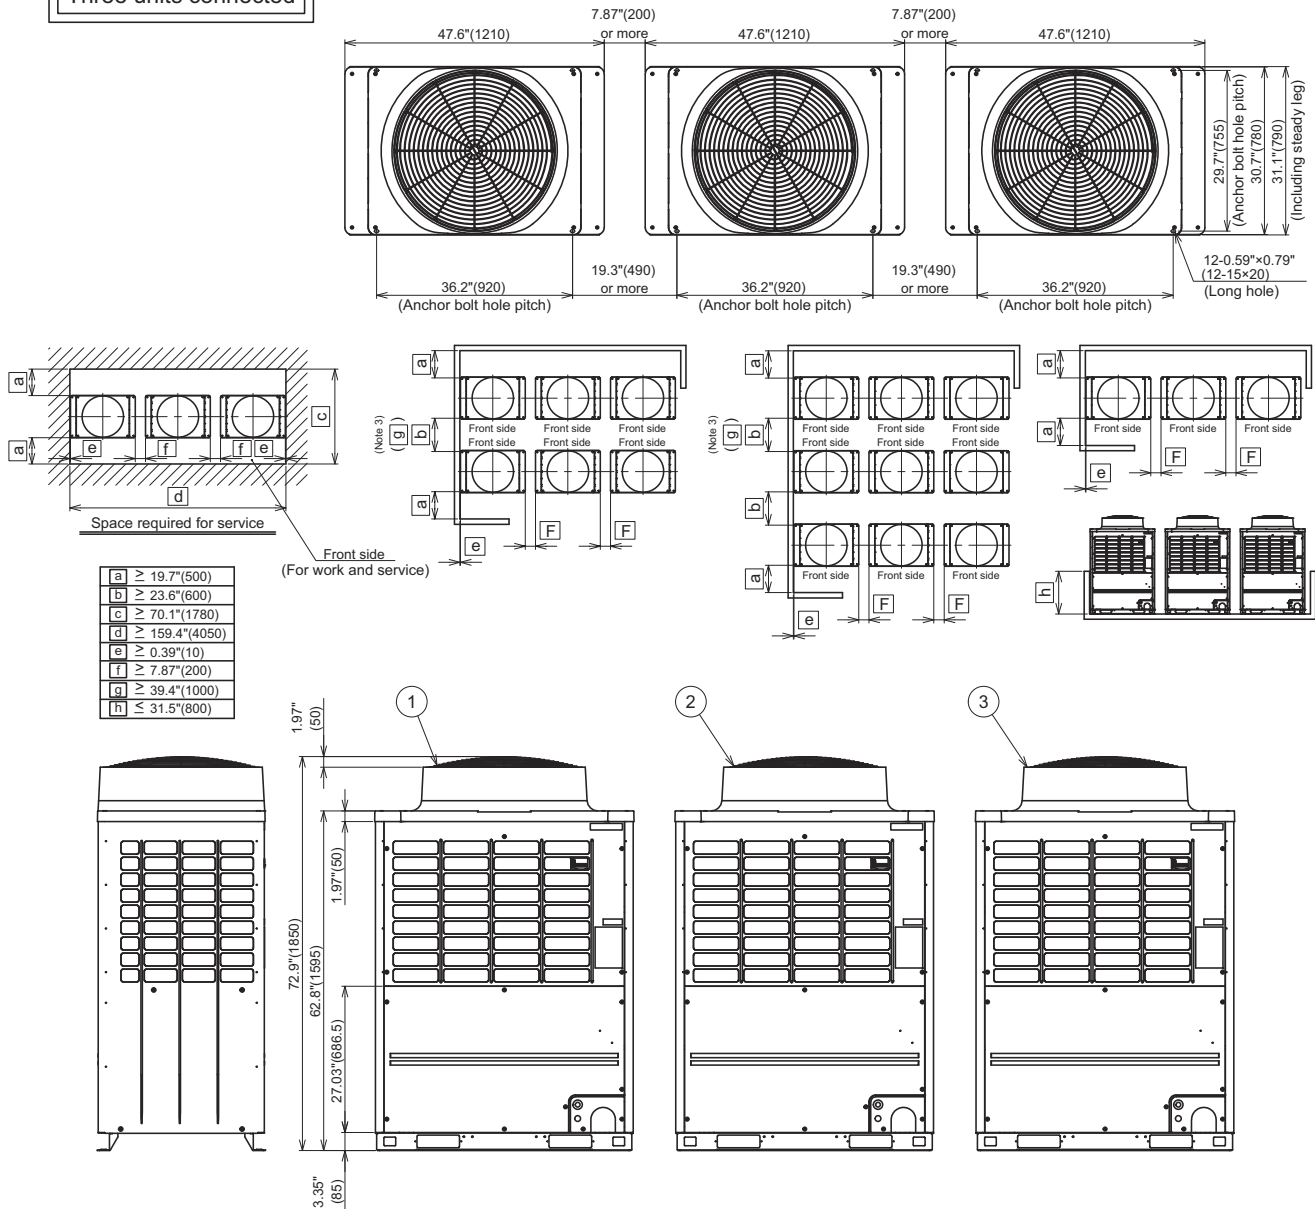 Three units connected
7.87"(200)
or more
7.87"(200)
or more
47.6"(1210)
47.6"(1210)
47.6"(1210)
29.7"(755)
(Anchor bolt hole pitch)
30.7"(780)
31.1"(790)
(Including steady leg)
12-0.59"×0.79"
(12-15×20)
(Long hole)
19.3"(490)
or more
19.3"(490)
or more
36.2"(920)
(Anchor bolt hole pitch)
36.2"(920)
(Anchor bolt hole pitch)
36.2"(920)
(Anchor bolt hole pitch)
a
a
c
e
f
f
e
d
Space required for service
Front side
(For work and service)
a
(Note 3)
(g)
b
Front side
Front side
Front side
Front side
Front side
Front side
a
e
F
F
a
(Note 3)
(g)
b
Front side
Front side
Front side
Front side
Front side
Front side
b
a
Front side
Front side
Front side
e
F
F
a
a
Front side
Front side
Front side
e
F
F
h
a ≥ 19.7"(500)
b ≥ 23.6"(600)
c ≥ 70.1"(1780)
d ≥ 159.4"(4050)
e ≥ 0.39"(10)
f ≥ 7.87"(200)
g ≥ 39.4"(1000)
h ≤ 31.5"(800)
1
2
3
1.97"
(50)
72.9"(1850)
62.8"(1595)
1.97"(50)
27.03"(686.5)
3.35"
(85)